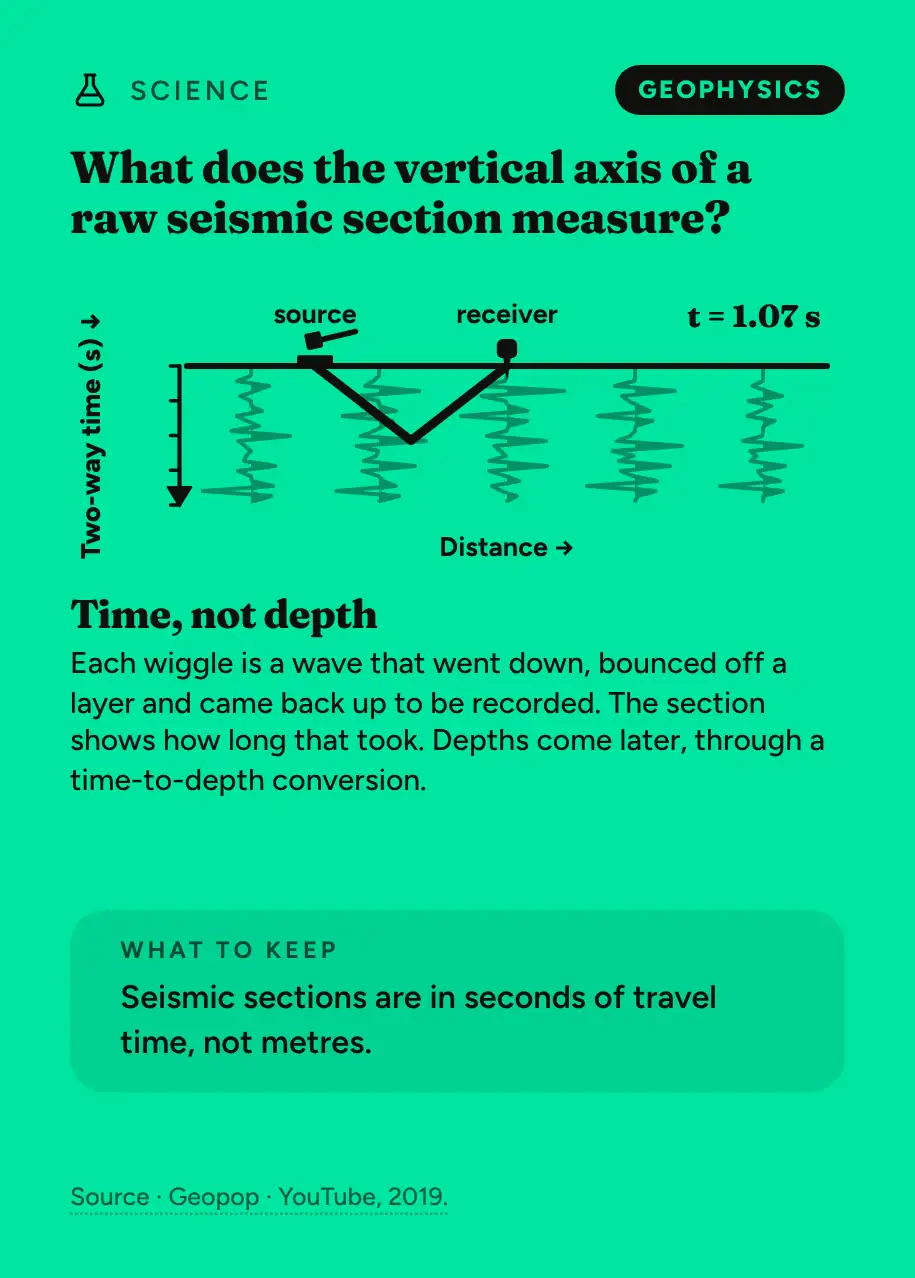 SCIENCE
GEOPHYSICS
What does the vertical axis of a
raw seismic section measure?
source
receiver
t = 1.07 s
Two-way time (s) →
Distance →
Time, not depth
Each wiggle is a wave that went down, bounced off a
layer and came back up to be recorded. The section
shows how long that took. Depths come later, through a
time-to-depth conversion.
WHAT TO KEEP
Seismic sections are in seconds of travel
time, not metres.
Source · Geopop · YouTube, 2019.